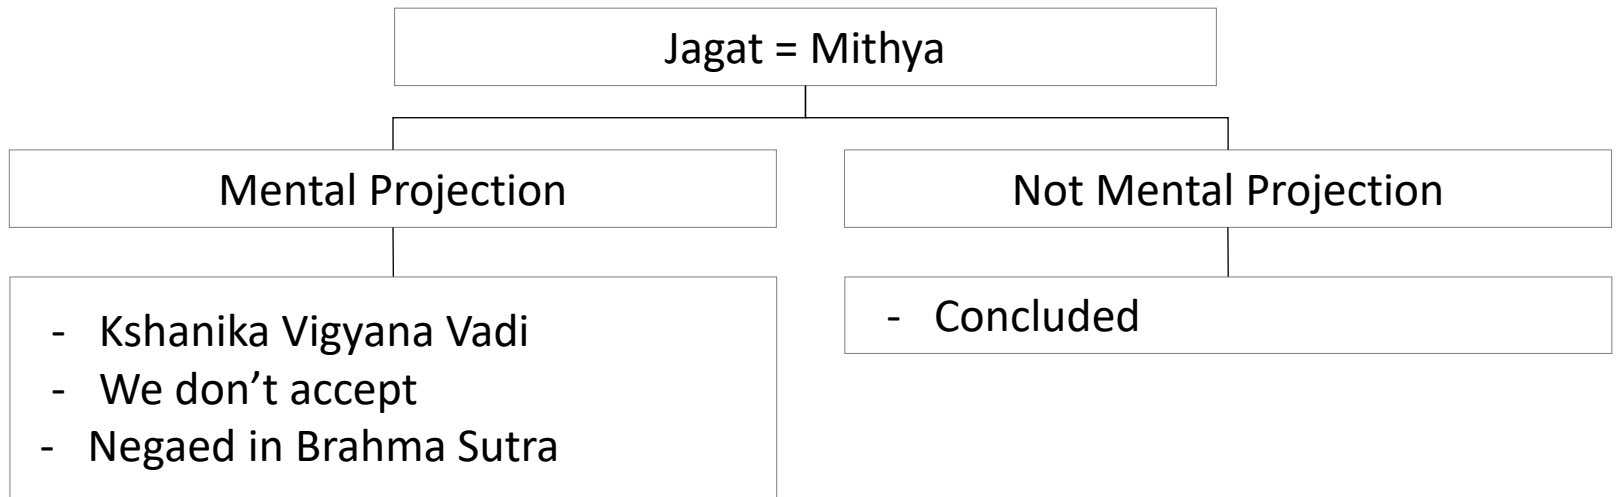 Jagat = Mithya
Mental Projection
Not Mental Projection
- Kshanika Vigyana Vadi
- We don’t accept
- Negaed in Brahma Sutra
- Concluded